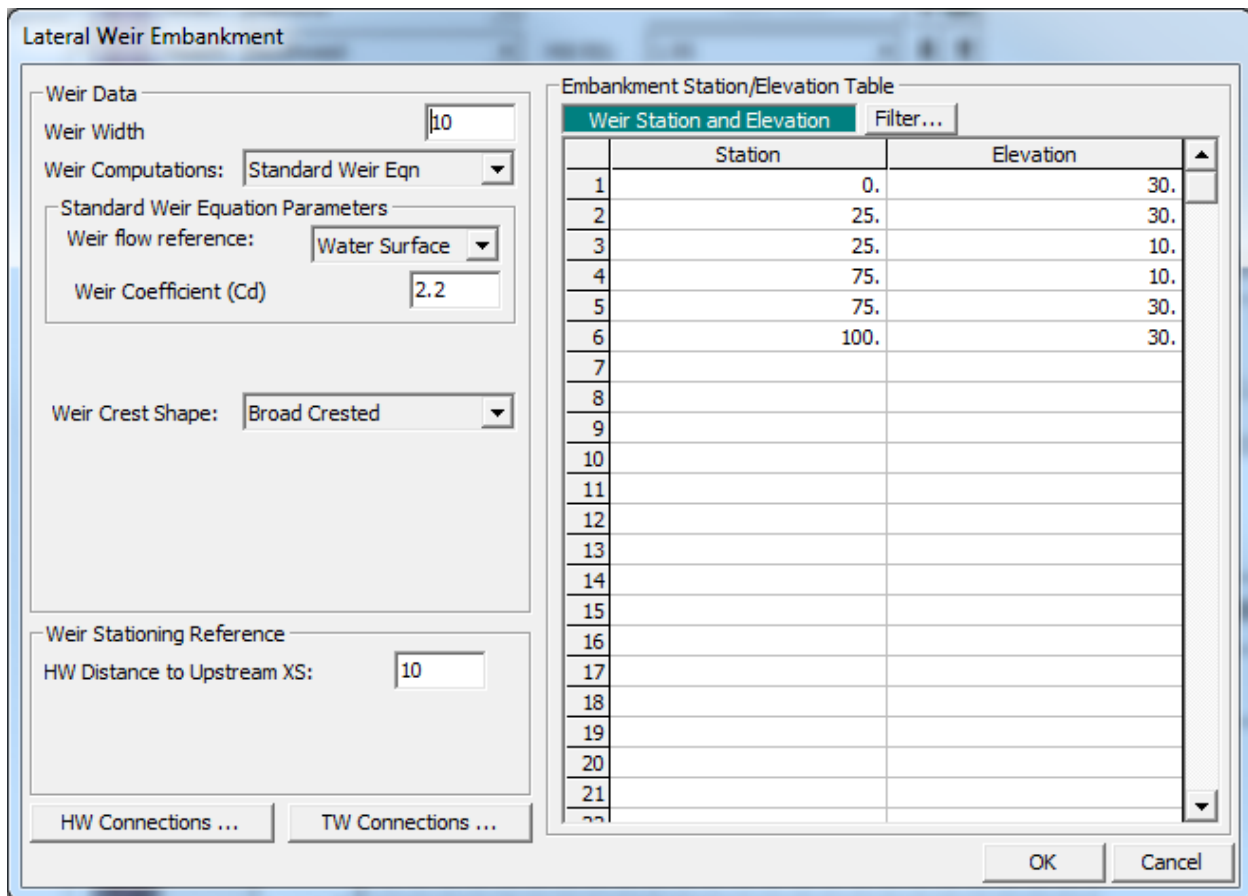 Lateral Weir Embankment
Weir Data
Weir Width 10
Weir Computations: Standard Weir Eqn
Standard Weir Equation Parameters
Weir flow reference: Water Surface
Weir Coefficient (Cd) 2.2
Weir Crest Shape: Broad Crested
Weir Stationing Reference
HW Distance to Upstream XS: 10
HW Connections ... TW Connections ...
Embankment Station/Elevation Table
Weir Station and Elevation Filter...
Station Elevation
1 0. 30.
2 25. 30.
3 25. 10.
4 75. 10.
5 75. 30.
6 100. 30.
7
8
9
10
11
12
13
14
15
16
17
18
19
20
21
OK Cancel